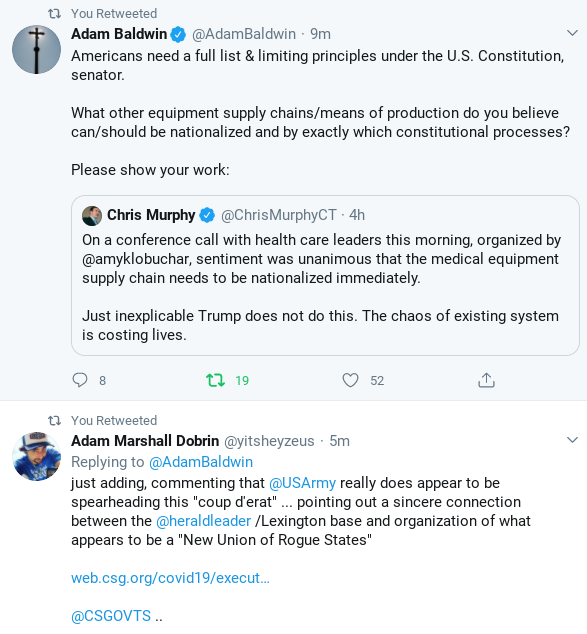 You Retweeted
Adam Baldwin @AdamBaldwin · 9m
Americans need a full list & limiting principles under the U.S. Constitution,
senator.
What other equipment supply chains/means of production do you believe
can/should be nationalized and by exactly which constitutional processes?
Please show your work:
Chris Murphy @ChrisMurphyCT · 4h
On a conference call with health care leaders this morning, organized by
@amyklobuchar, sentiment was unanimous that the medical equipment
supply chain needs to be nationalized immediately.
Just inexplicable Trump does not do this. The chaos of existing system
is costing lives.
8 19 52
You Retweeted
Adam Marshall Dobrin @yitsheyzeus · 5m
Replying to @AdamBaldwin
just adding, commenting that @USArmy really does appear to be
spearheading this "coup d'erat" ... pointing out a sincere connection
between the @heraldleader /Lexington base and organization of what
appears to be a "New Union of Rogue States"
web.csg.org/covid19/execut...
@CSGOVTS ..